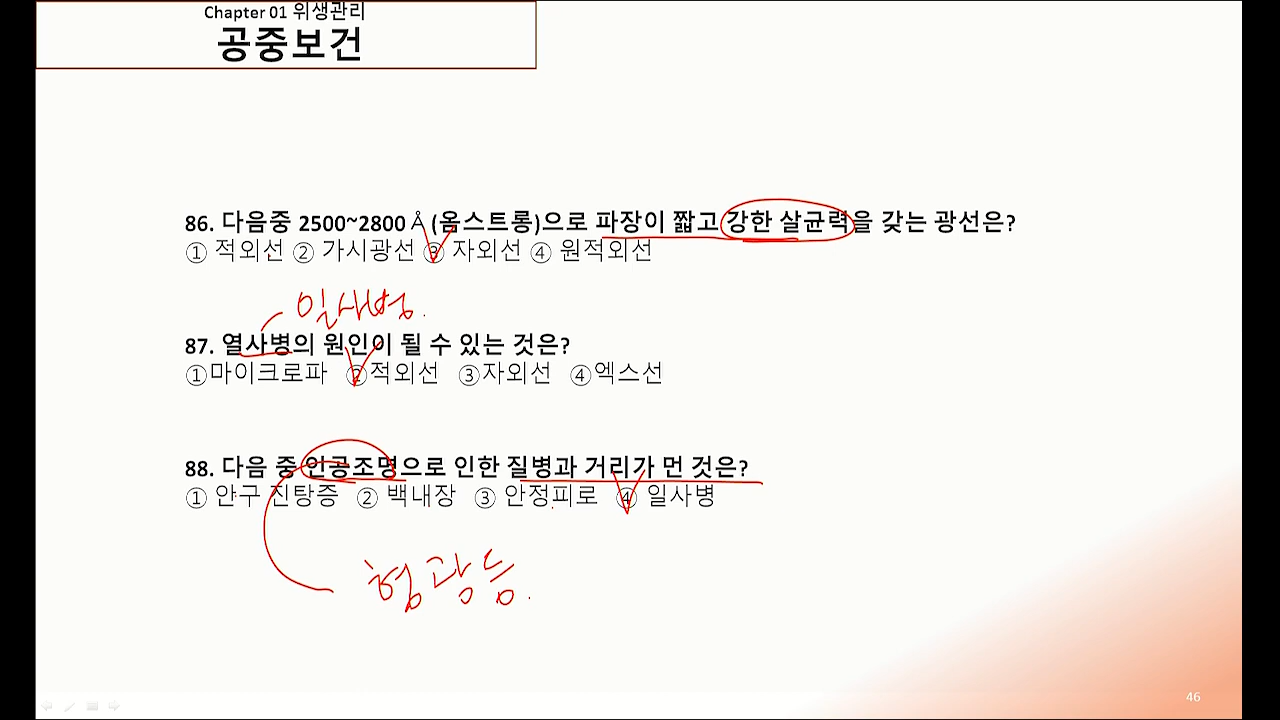 Chapter 01 위생관리
공중보건
86. 다음중 2500~2800Å(옴스트롱)으로 파장이 짧고 강한 살균력을 갖는 광선은?
① 적외선 ② 가시광선 ③ 자외선 ④ 원적외선
일사병.
87. 열사병의 원인이 될 수 있는 것은?
①마이크로파 ②적외선 ③자외선 ④엑스선
88. 다음 중 인공조명으로 인한 질병과 거리가 먼 것은?
① 안구 진탕증 ② 백내장 ③ 안정피로 ④ 일사병
형광등.
46